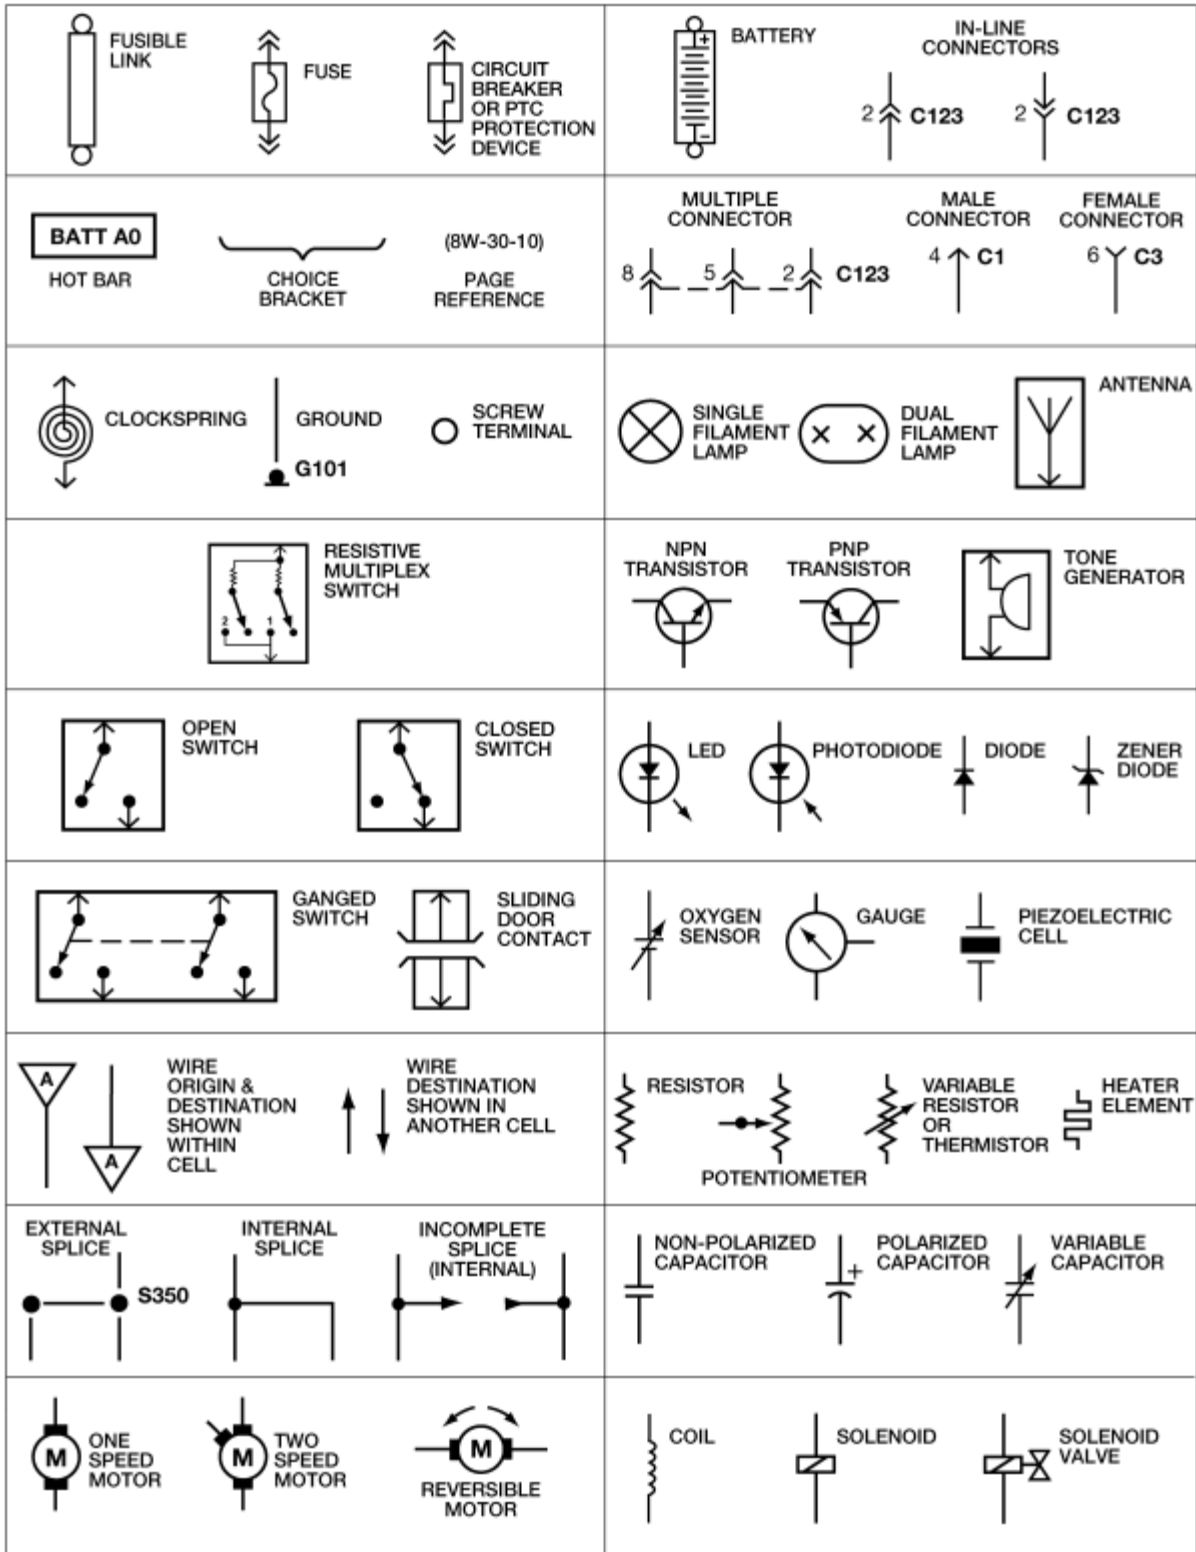 FUSIBLE
LINK
FUSE
CIRCUIT
BREAKER
OR PTC
PROTECTION
DEVICE
BATTERY
+
−
IN-LINE
CONNECTORS
2
C123
2
C123
BATT A0
HOT BAR
CHOICE
BRACKET
(8W-30-10)
PAGE
REFERENCE
MULTIPLE
CONNECTOR
8
5
2
C123
MALE
CONNECTOR
4
C1
FEMALE
CONNECTOR
6
C3
CLOCKSPRING
GROUND
G101
SCREW
TERMINAL
SINGLE
FILAMENT
LAMP
DUAL
FILAMENT
LAMP
ANTENNA
RESISTIVE
MULTIPLEX
SWITCH
2
1
NPN
TRANSISTOR
PNP
TRANSISTOR
TONE
GENERATOR
OPEN
SWITCH
CLOSED
SWITCH
LED
PHOTODIODE
DIODE
ZENER
DIODE
GANGED
SWITCH
SLIDING
DOOR
CONTACT
OXYGEN
SENSOR
GAUGE
PIEZOELECTRIC
CELL
A
A
WIRE
ORIGIN &
DESTINATION
SHOWN
WITHIN
CELL
WIRE
DESTINATION
SHOWN IN
ANOTHER CELL
RESISTOR
POTENTIOMETER
VARIABLE
RESISTOR
OR
THERMISTOR
HEATER
ELEMENT
EXTERNAL
SPLICE
S350
INTERNAL
SPLICE
INCOMPLETE
SPLICE
(INTERNAL)
NON-POLARIZED
CAPACITOR
+
POLARIZED
CAPACITOR
VARIABLE
CAPACITOR
M
ONE
SPEED
MOTOR
M
TWO
SPEED
MOTOR
M
REVERSIBLE
MOTOR
COIL
SOLENOID
SOLENOID
VALVE